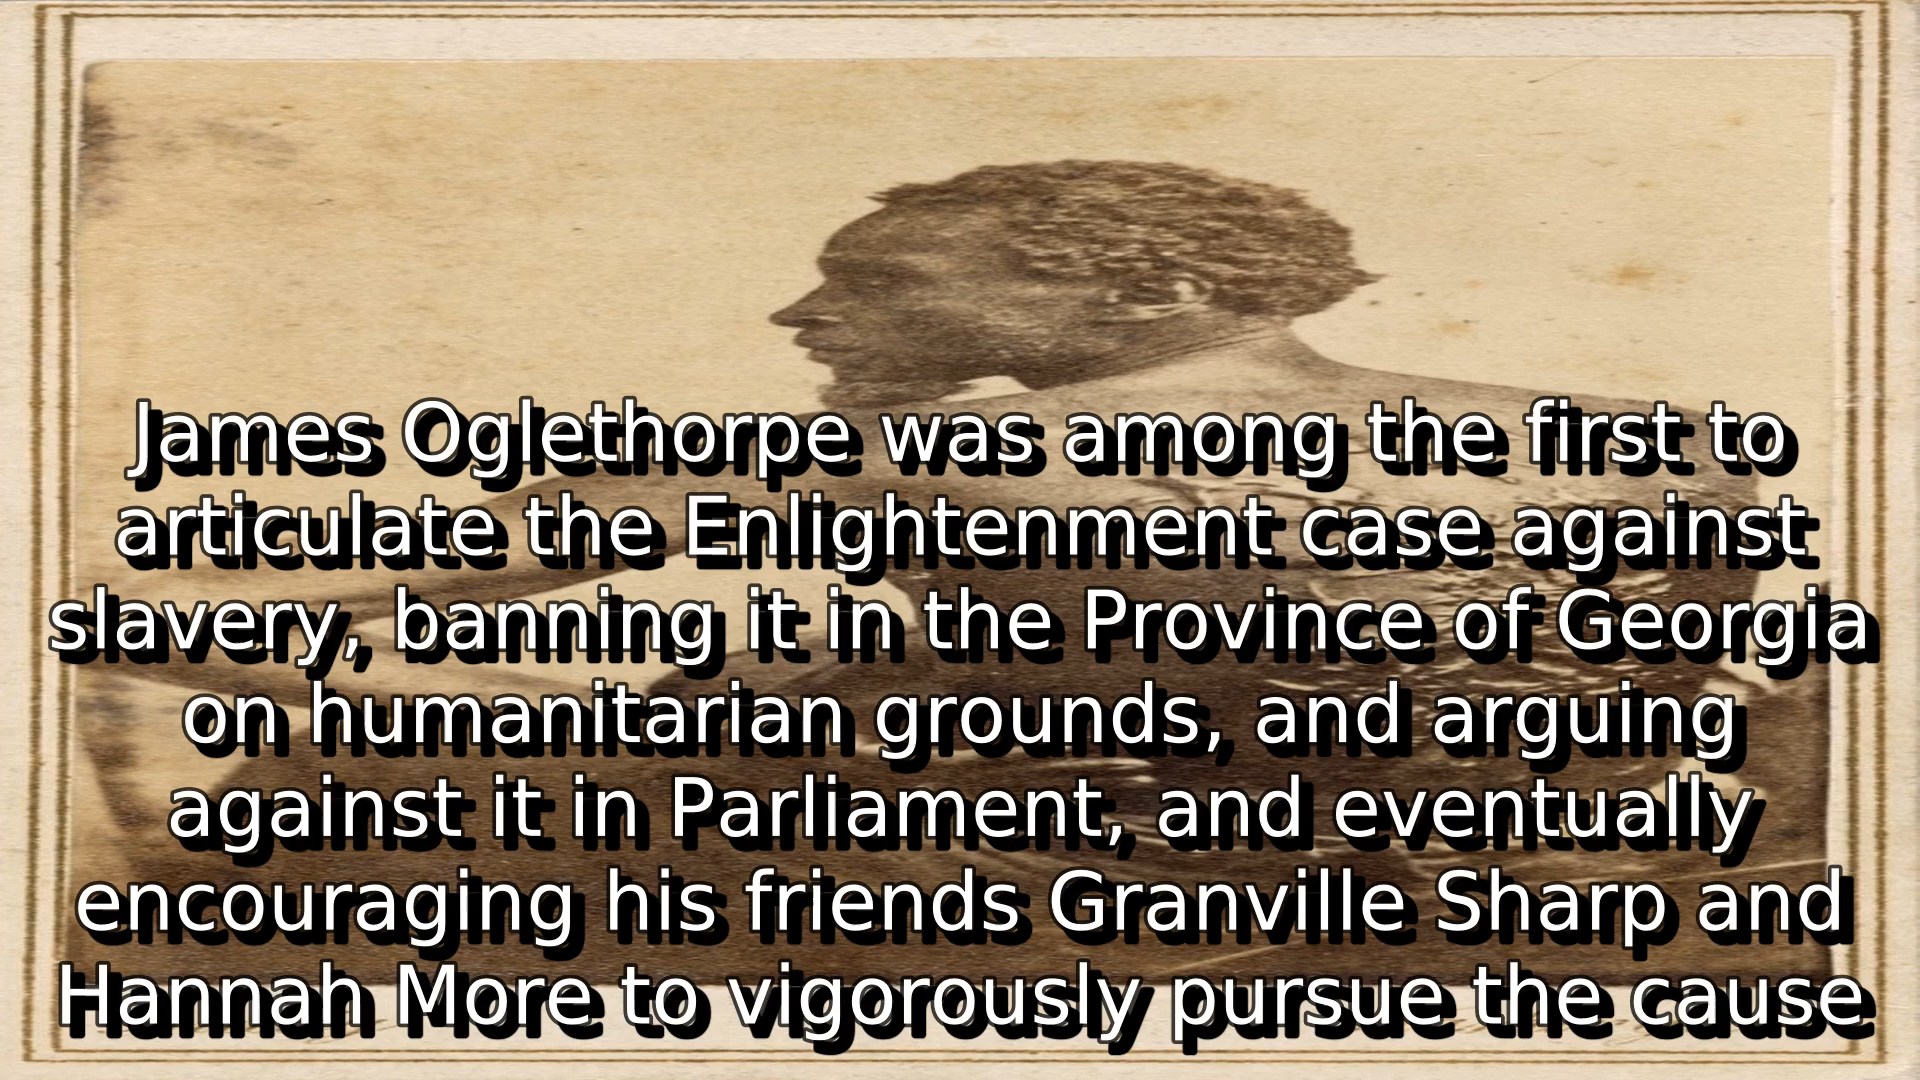 James Oglethorpe was among the first to
articulate the Enlightenment case against
slavery, banning it in the Province of Georgia
on humanitarian grounds, and arguing
against it in Parliament, and eventually
encouraging his friends Granville Sharp and
Hannah More to vigorously pursue the cause